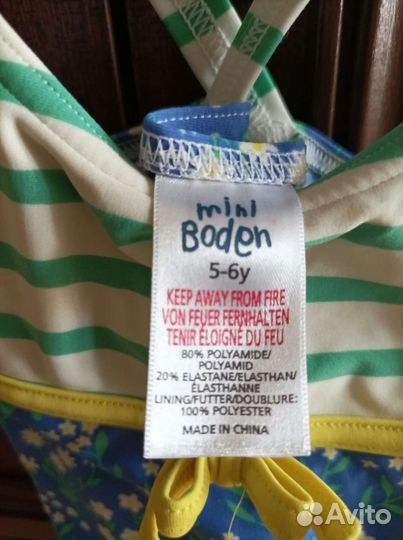 mini
Boden
5-6y
KEEP AWAY FROM FIRE
VON FEUER FERNHALTEN
TENIR ÉLOIGNÉ DU FEU
80% POLYAMIDE/
POLYAMID
20% ELASTANE/ELASTHAN/
ÉLASTHANNE
LINING/FUTTER/DOUBLURE:
100% POLYESTER
MADE IN CHINA
Avito